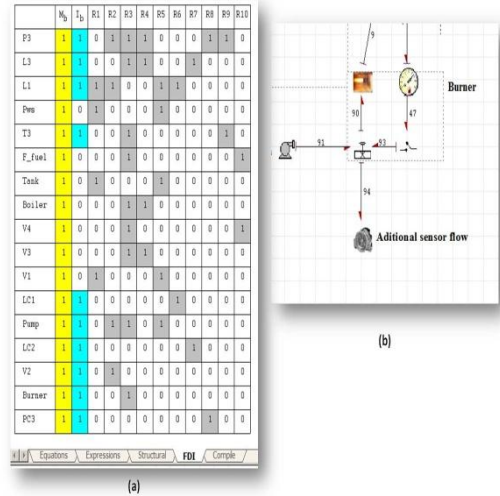 Mb Ib R1 R2 R3 R4 R5 R6 R7 R8 R9 R10
P3 1 1 0 1 1 1 0 0 0 1 1 0
L3 1 1 0 0 1 1 0 0 1 0 0 0
L1 1 1 1 1 0 0 1 1 0 0 0 0
Pws 1 0 1 0 0 0 1 0 0 0 0 0
T3 1 1 0 0 1 0 0 0 0 0 1 0
F_fuel 1 0 0 0 1 0 0 0 0 0 0 1
Tank 1 0 1 0 0 0 1 0 0 0 0 0
Boiler 1 0 0 0 1 1 0 0 0 0 0 0
V4 1 0 0 0 1 0 0 0 0 0 0 1
V3 1 0 0 0 1 1 0 0 0 0 0 0
V1 1 0 1 0 0 0 1 0 0 0 0 0
LC1 1 1 0 0 0 0 0 1 0 0 0 0
Pump 1 1 0 1 1 0 1 0 0 0 0 0
LC2 1 1 0 0 0 0 0 0 1 0 0 0
V2 1 1 0 1 0 0 0 0 0 0 0 0
Burner 1 1 0 0 1 0 0 0 0 0 0 0
PC3 1 1 0 0 0 0 0 0 0 1 0 0
Equations Expressions Structural FDI Comple
(a)
9
Burner
90 47
91 93
94
Aditional sensor flow
(b)